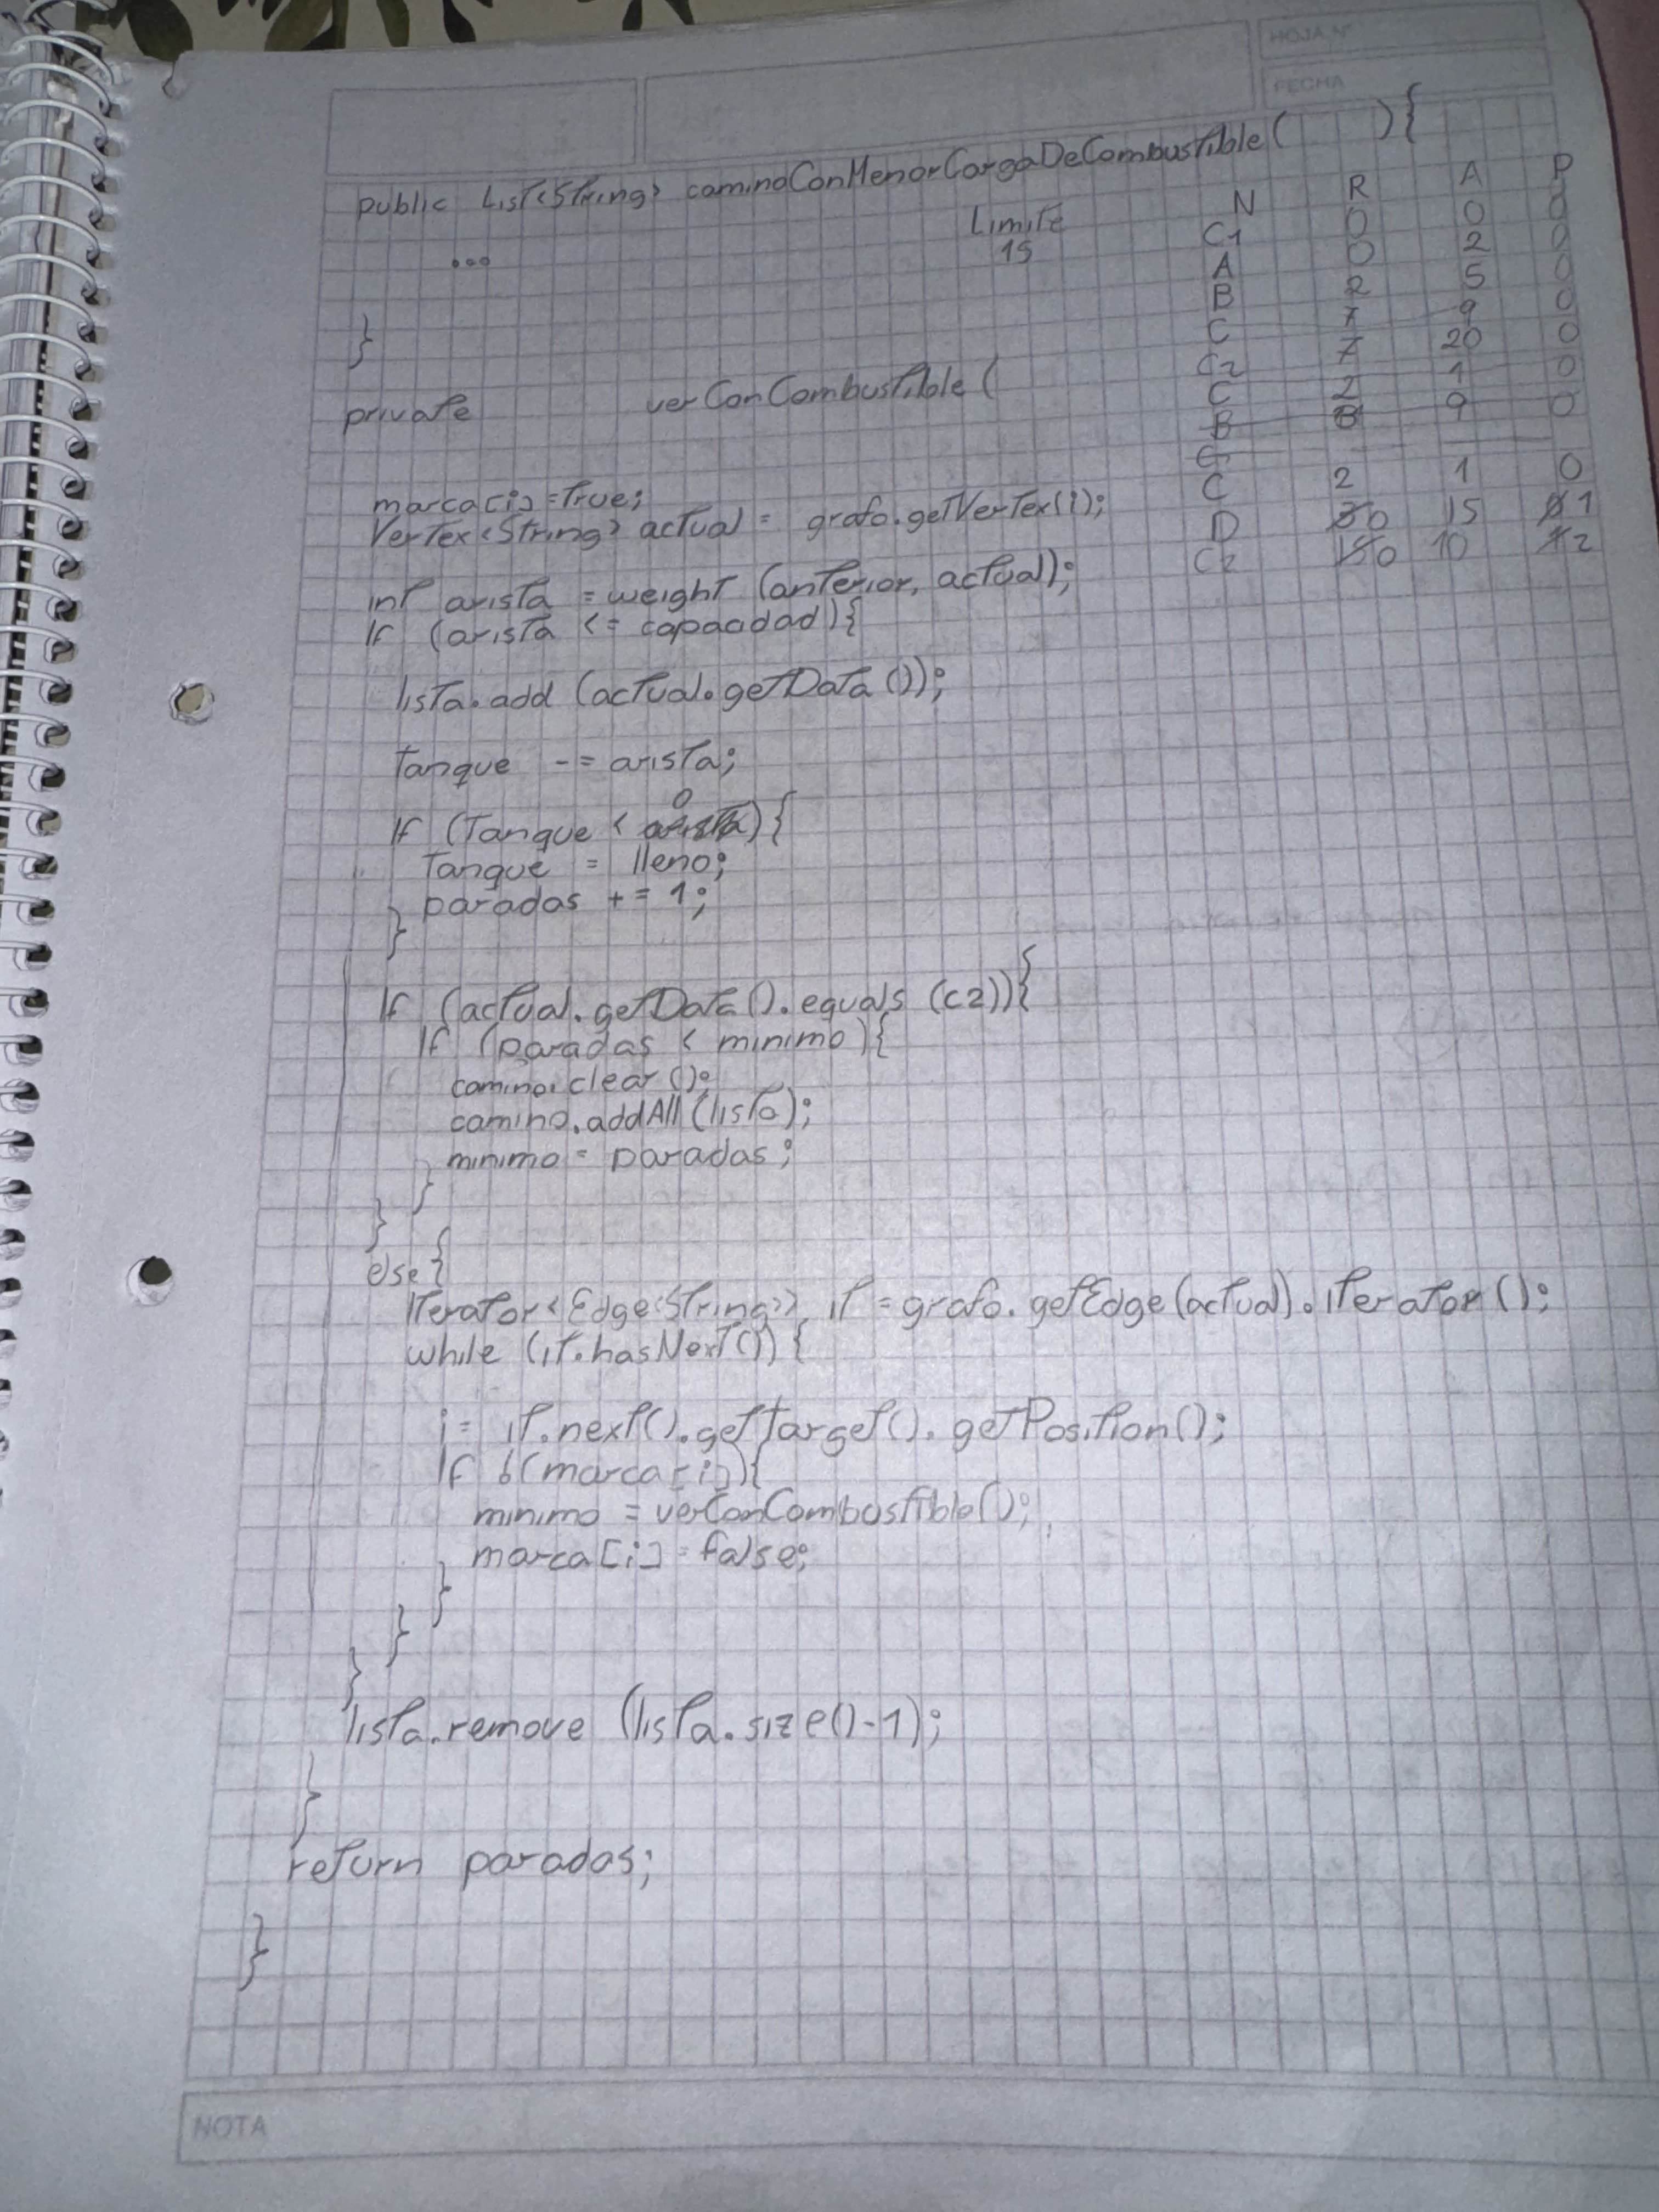 HOJA N°
FECHA
public List<String> caminoConMenorCargaDeCombustible( ){
...
Limite
15
N R A P
C1 0 0 0
A 0 2 0
B 2 5 0
C 7 9 0
C2 7 20 0
C 2 1 0
B 8 9 0
C 2 1 0
D 0 15 1
C2 0 10 2
}
private verConCombustible(
marca[i]=true;
Vertex<String> actual = grafo.getVertex(i);
int arista = weight (anterior, actual);
If (arista <= capacidad){
lista.add (actual.getData());
tanque -= arista;
If (Tanque < 0){
Tanque = lleno;
paradas += 1;
}
If (actual.getData().equals (c2)){
If (paradas < minimo){
camino.clear();
camino.addAll(lista);
minimo = paradas;
}
}
else {
Iterator<Edge<String>> it = grafo.getEdge(actual).iterator();
while (it.hasNext()) {
i= it.next().getTarget().getPosition();
If (marca[i]){
minimo = verConCombustible();
marca[i] = false;
}
}
}
lista.remove (lista.size()-1);
}
return paradas;
}
NOTA